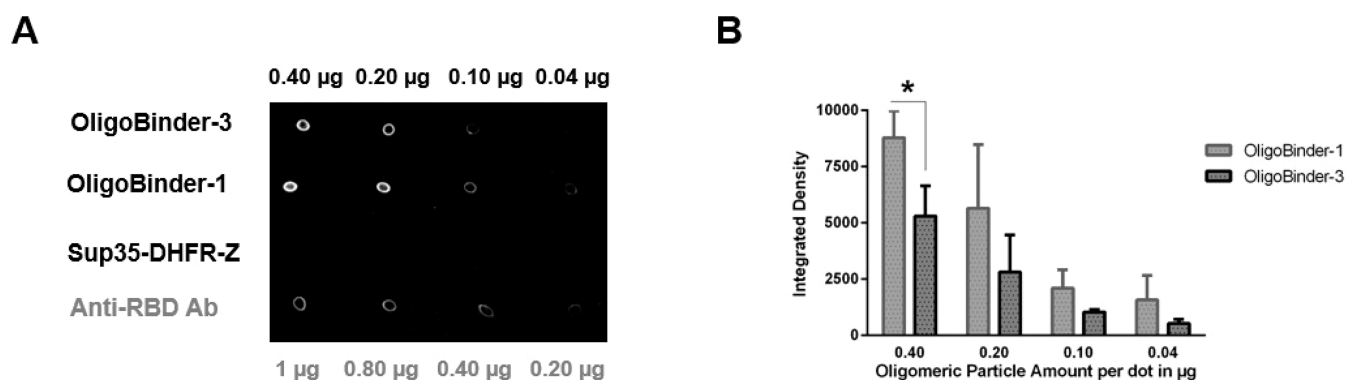 A
0.40 µg 0.20 µg 0.10 µg 0.04 µg
OligoBinder-3
OligoBinder-1
Sup35-DHFR-Z
Anti-RBD Ab
1 µg 0.80 µg 0.40 µg 0.20 µg
B
*
10000
7500
5000
2500
0
Integrated Density
0.40 0.20 0.10 0.04
Oligomeric Particle Amount per dot in µg
OligoBinder-1
OligoBinder-3